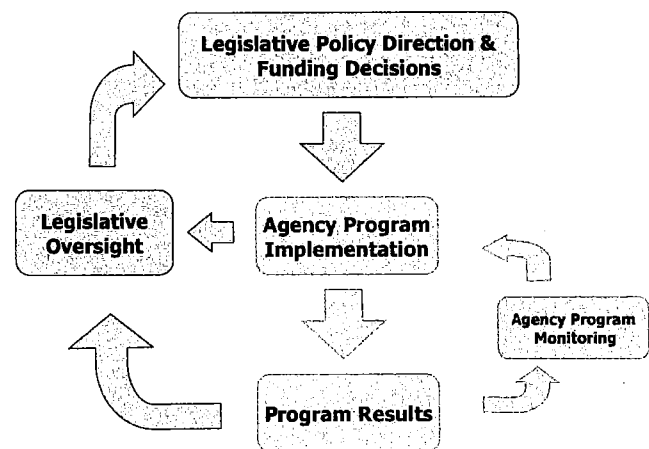 Legislative Policy Direction &
Funding Decisions
Legislative
Oversight
Agency Program
Implementation
Agency Program
Monitoring
Program Results